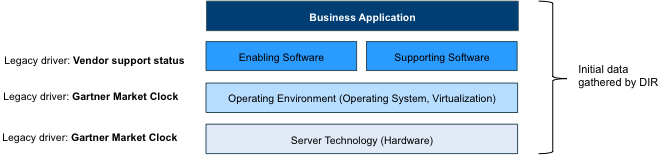 Business Application
Legacy driver: Vendor support status
Enabling Software
Supporting Software
Initial data
gathered by DIR
Legacy driver: Gartner Market Clock
Operating Environment (Operating System, Virtualization)
Legacy driver: Gartner Market Clock
Server Technology (Hardware)